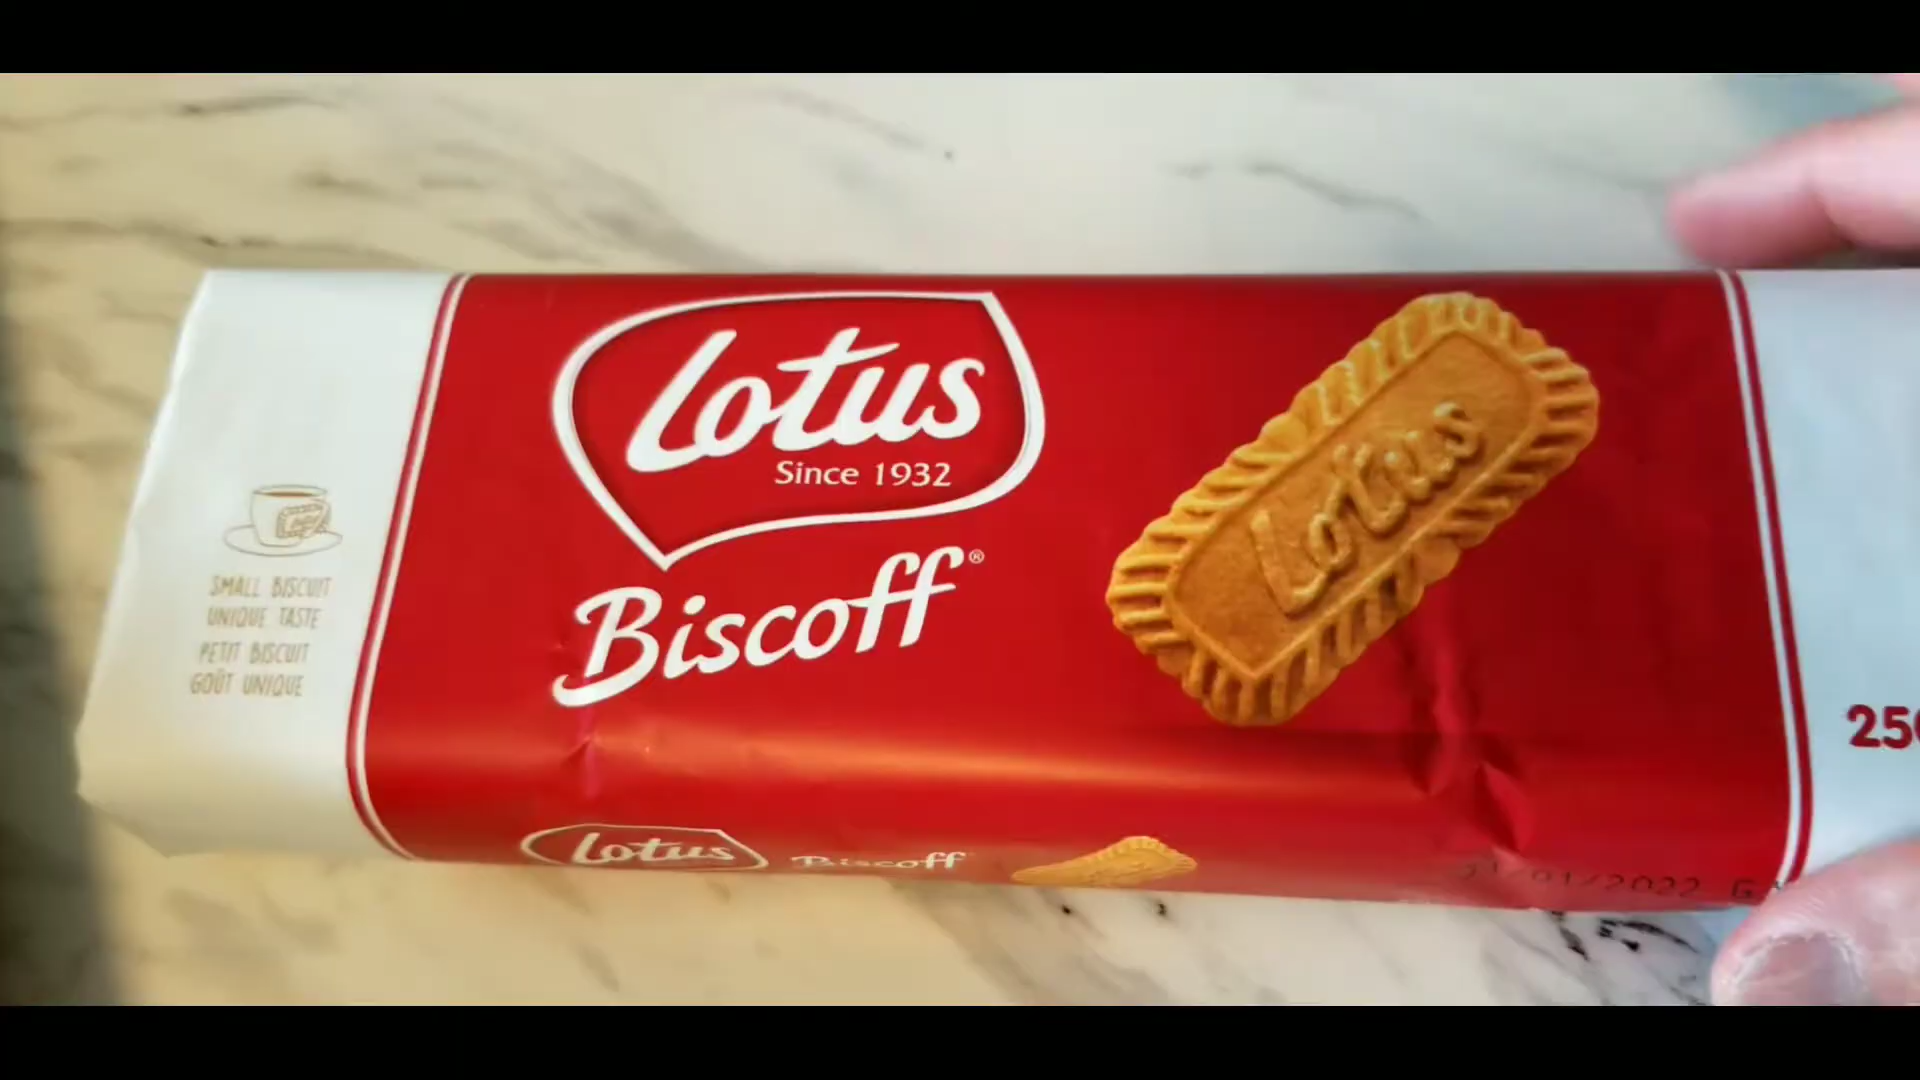 Lotus
Since 1932
Biscoff®
Lotus
SMALL BISCUIT
UNIQUE TASTE
PETIT BISCUIT
GOÛT UNIQUE
Lotus Biscoff